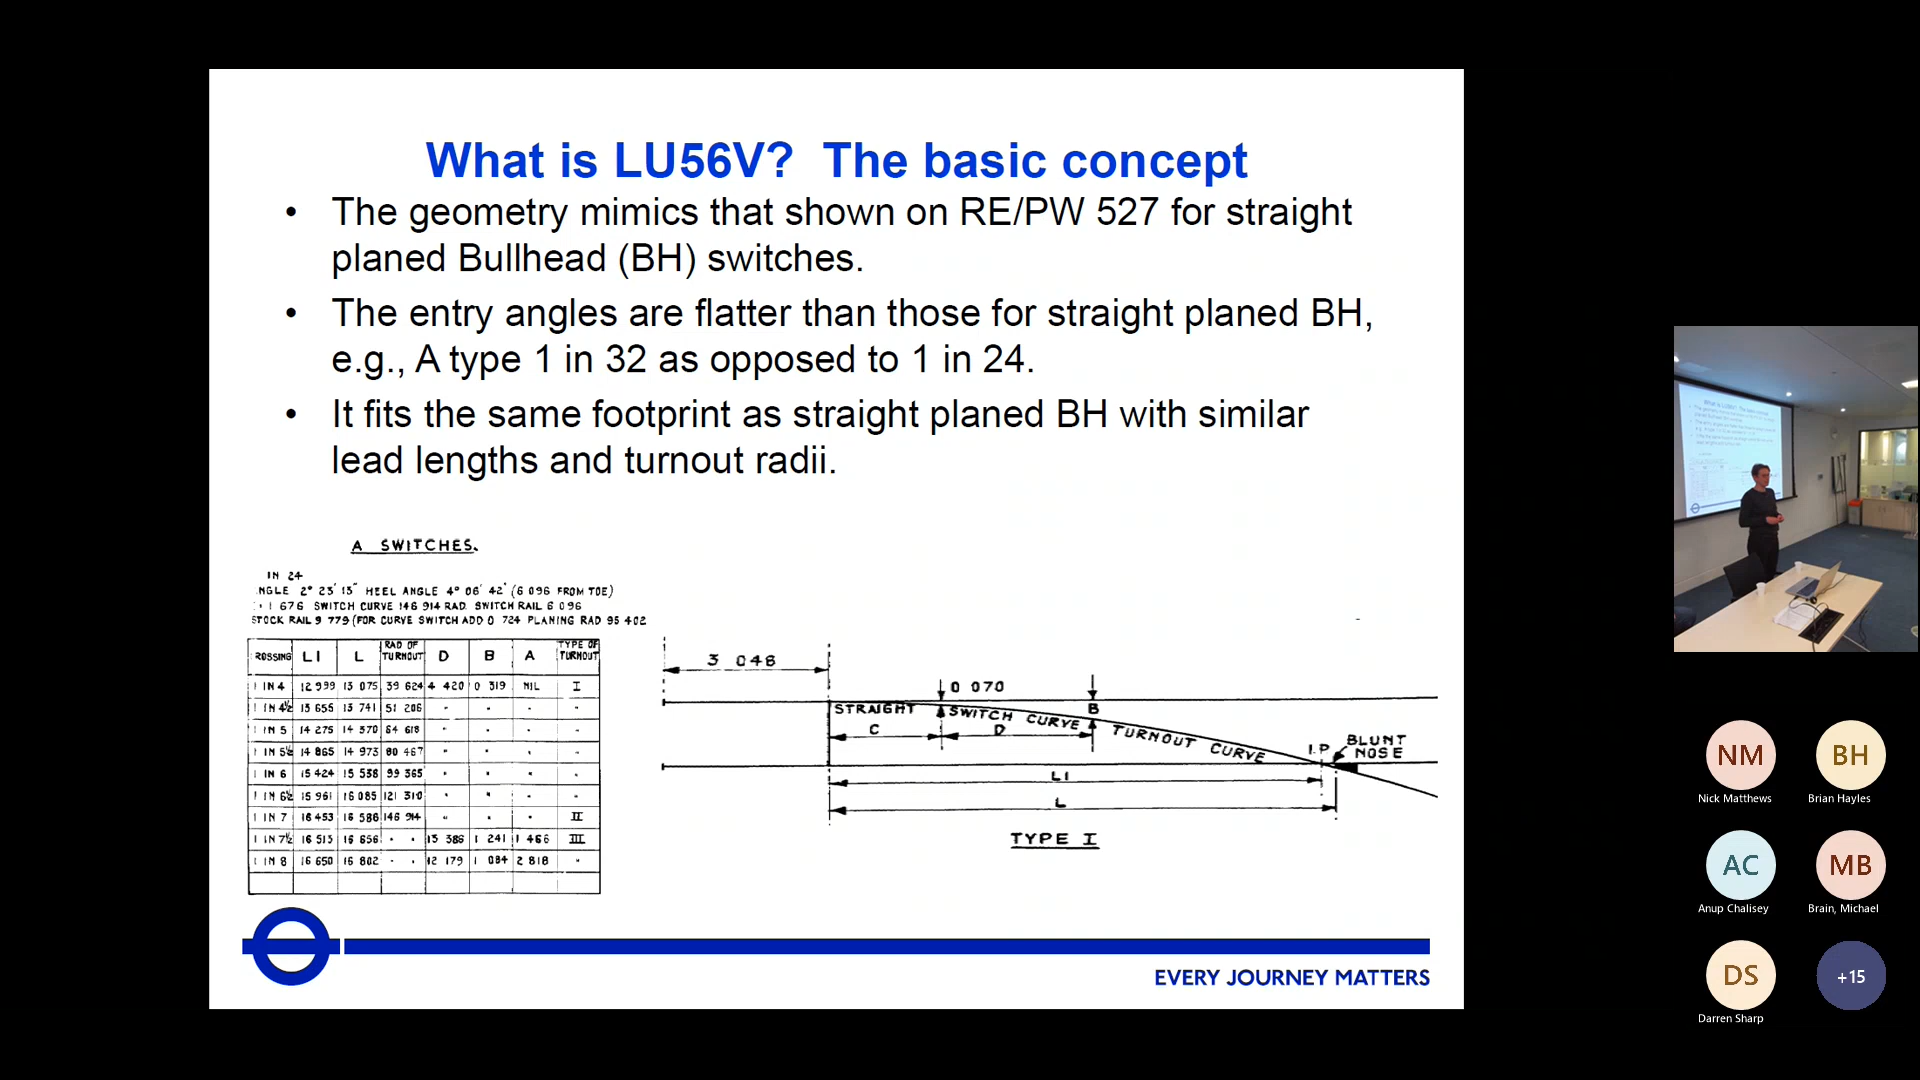 What is LU56V?  The basic concept
• The geometry mimics that shown on RE/PW 527 for straight
planed Bullhead (BH) switches.
• The entry angles are flatter than those for straight planed BH,
e.g., A type 1 in 32 as opposed to 1 in 24.
• It fits the same footprint as straight planed BH with similar
lead lengths and turnout radii.
A SWITCHES.
IN 24
NGLE 2° 23' 13" HEEL ANGLE 4° 06' 42" (6 096 FROM TOE)
1 676 SWITCH CURVE 146 914 RAD. SWITCH RAIL 6 096
STOCK RAIL 9 779 (FOR CURVE SWITCH ADD 0 724 PLANING RAD 95 402
ROSSING L1 L RAD OF TURNOUT D B A TYPE OF TURNOUT
1 IN 4 12 999 13 075 39 624 4 420 0 319 NIL I
1 IN 4½ 13 655 13 741 51 206 " " " "
1 IN 5 14 275 14 370 64 618 " " " "
1 IN 5½ 14 865 14 973 80 467 " " " "
1 IN 6 15 424 15 538 99 365 " " " "
1 IN 6½ 15 961 16 085 121 310 " " " "
1 IN 7 16 453 16 586 146 914 " " " II
1 IN 7½ 16 513 16 656 " " 13 386 1 241 1 466 III
1 IN 8 16 650 16 802 " " 12 179 1 084 2 818 "
3 048
0 070
STRAIGHT SWITCH CURVE B TURNOUT CURVE
C D
I.P BLUNT NOSE
L1
L
TYPE I
EVERY JOURNEY MATTERS
NM
Nick Matthews
BH
Brian Hayles
AC
Anup Chalisey
MB
Brain, Michael
DS
Darren Sharp
+15